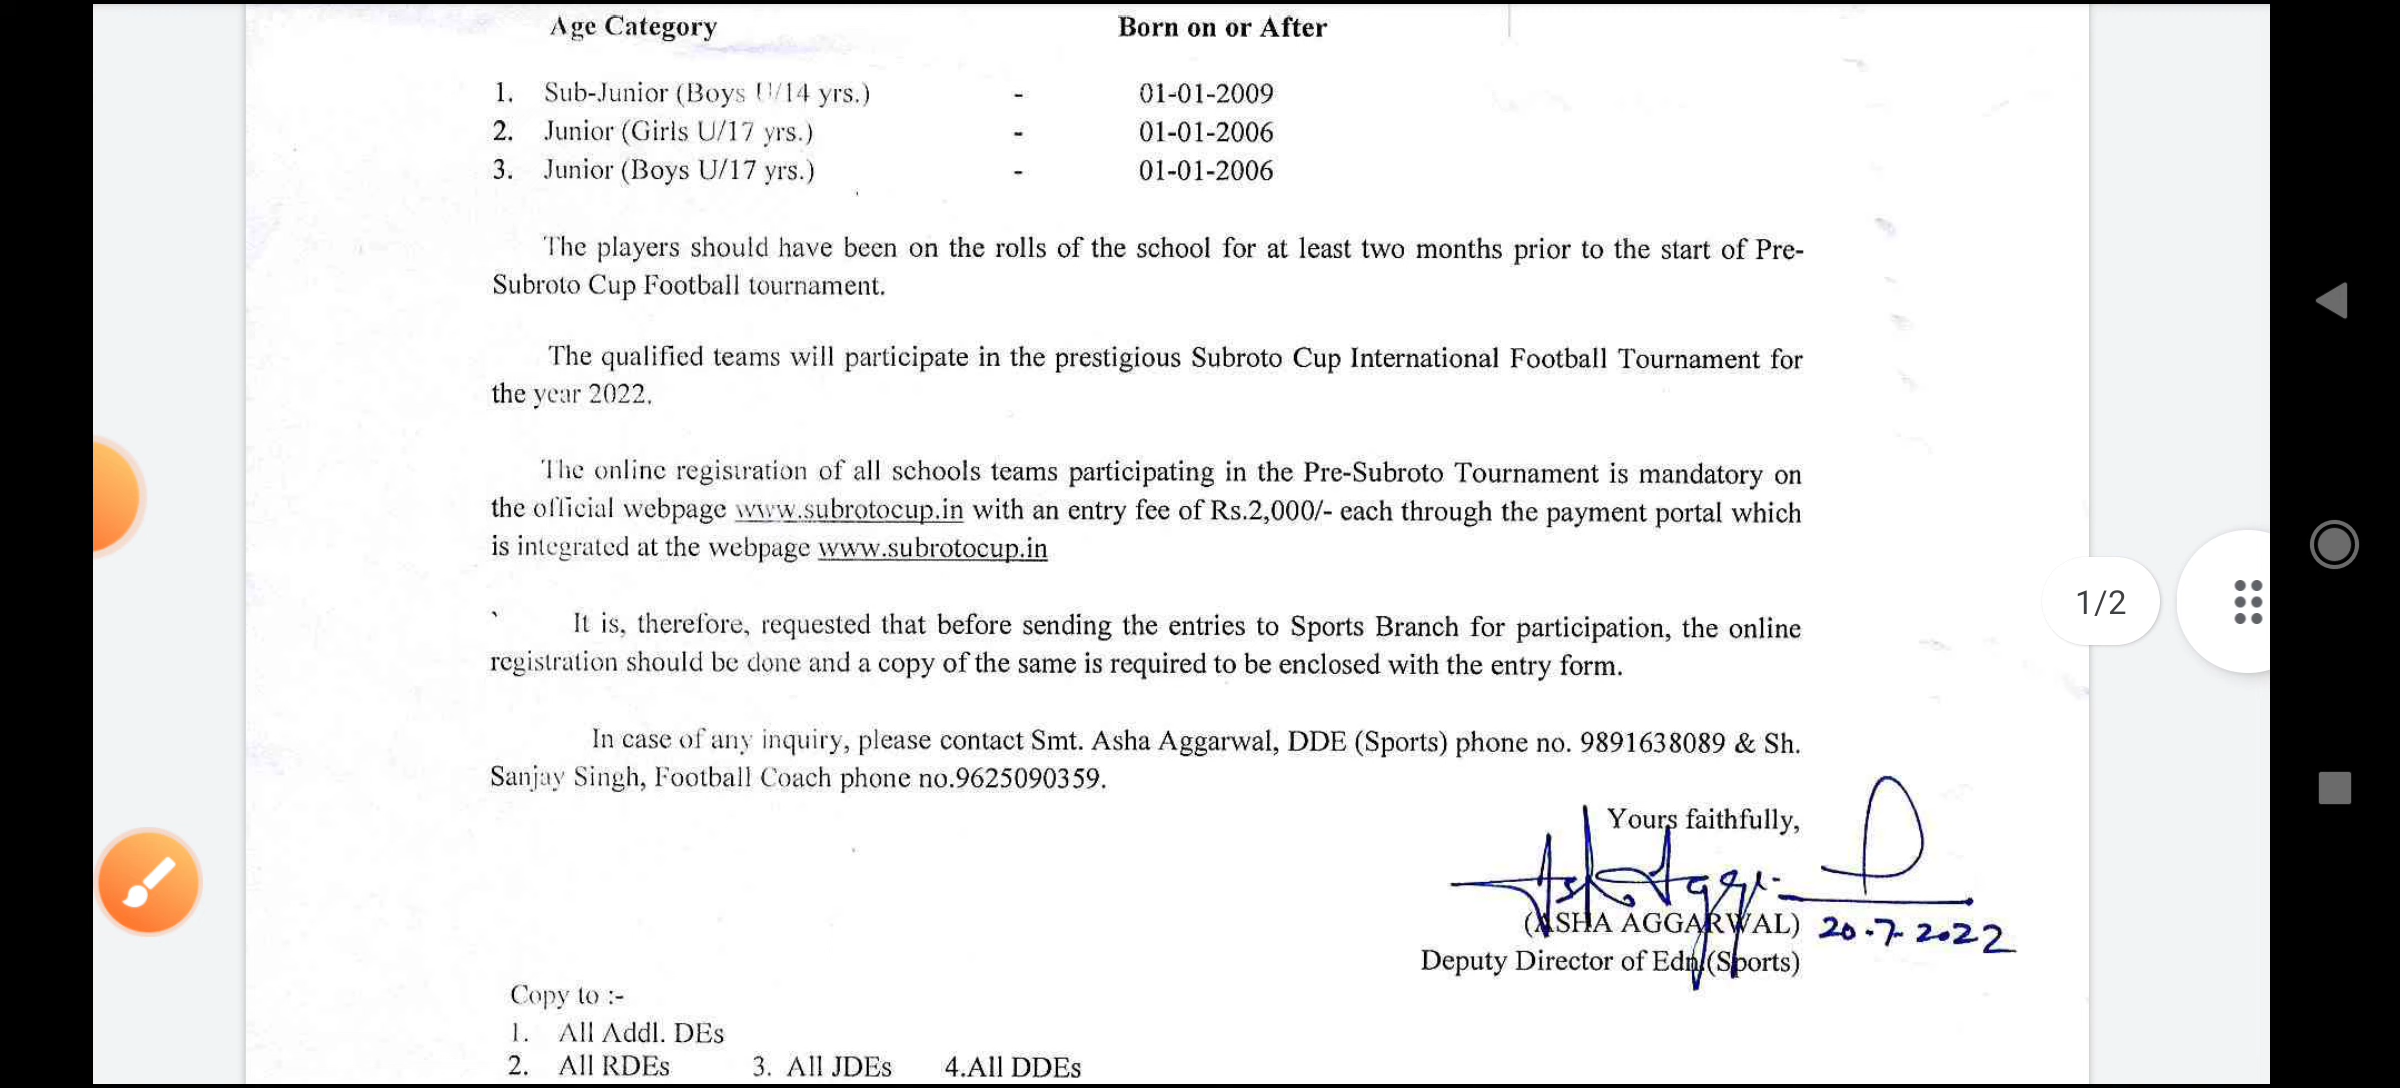 Age Category Born on or After
1. Sub-Junior (Boys U/14 yrs.) - 01-01-2009
2. Junior (Girls U/17 yrs.) - 01-01-2006
3. Junior (Boys U/17 yrs.) - 01-01-2006
The players should have been on the rolls of the school for at least two months prior to the start of Pre-
Subroto Cup Football tournament.
The qualified teams will participate in the prestigious Subroto Cup International Football Tournament for
the year 2022.
The online registration of all schools teams participating in the Pre-Subroto Tournament is mandatory on
the official webpage www.subrotocup.in with an entry fee of Rs.2,000/- each through the payment portal which
is integrated at the webpage www.subrotocup.in
1/2
It is, therefore, requested that before sending the entries to Sports Branch for participation, the online
registration should be done and a copy of the same is required to be enclosed with the entry form.
In case of any inquiry, please contact Smt. Asha Aggarwal, DDE (Sports) phone no. 9891638089 & Sh.
Sanjay Singh, Football Coach phone no.9625090359.
Yours faithfully,
(ASHA AGGARWAL) 20-7-2022
Deputy Director of Edn.(Sports)
Copy to :-
1. All Addl. DEs
2. All RDEs 3. All JDEs 4.All DDEs